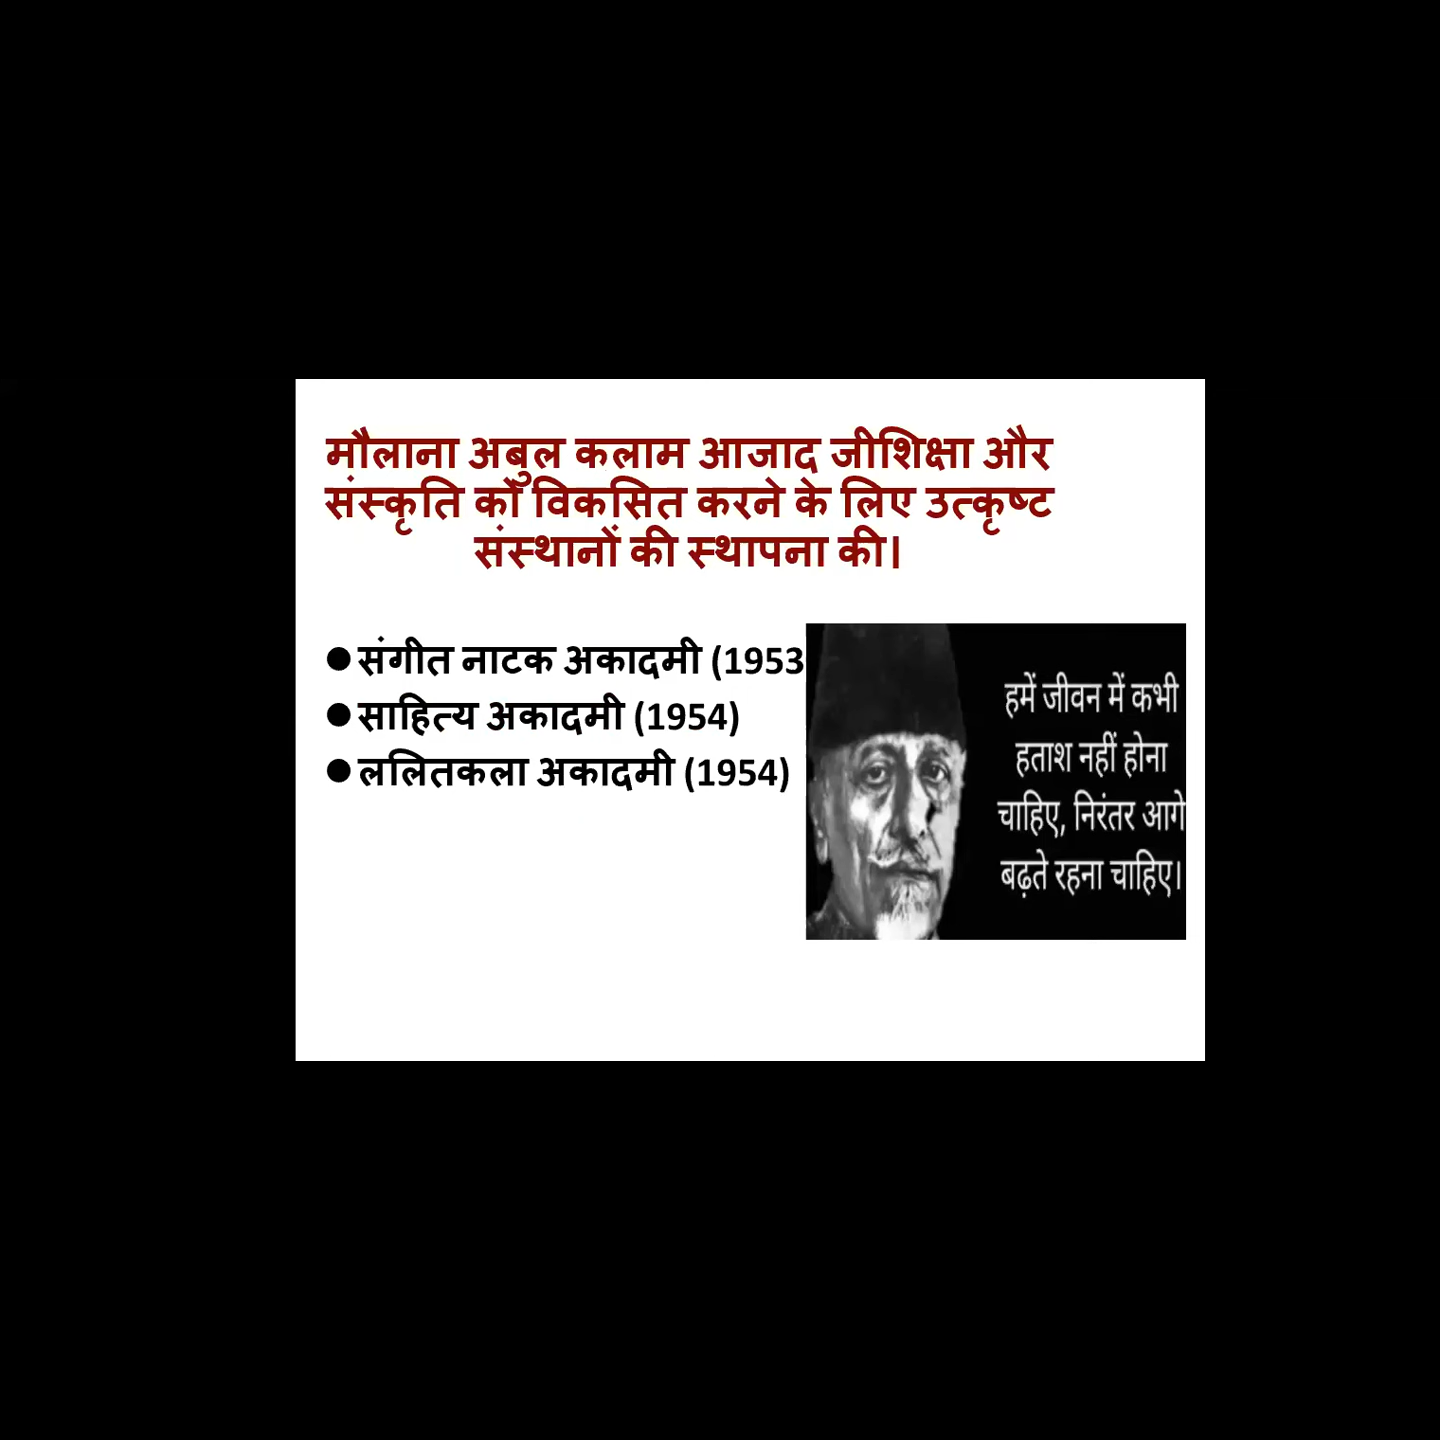 मौलाना अबुल कलाम आजाद जीशिक्षा और
संस्कृति को विकसित करने के लिए उत्कृष्ट
संस्थानों की स्थापना की।
●संगीत नाटक अकादमी (1953
●साहित्य अकादमी (1954)
●ललितकला अकादमी (1954)
हमें जीवन में कभी
हताश नहीं होना
चाहिए, निरंतर आगे
बढ़ते रहना चाहिए।